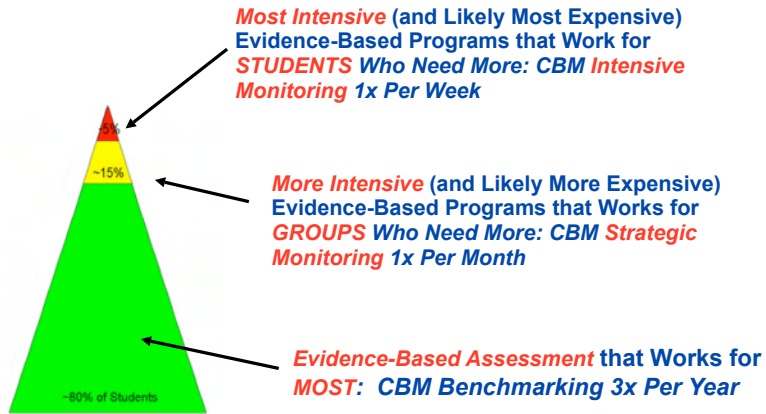 Most Intensive (and Likely Most Expensive)
Evidence-Based Programs that Work for
STUDENTS Who Need More: CBM Intensive
Monitoring 1x Per Week
~5%
~15%
More Intensive (and Likely More Expensive)
Evidence-Based Programs that Works for
GROUPS Who Need More: CBM Strategic
Monitoring 1x Per Month
Evidence-Based Assessment that Works for
MOST: CBM Benchmarking 3x Per Year
~80% of Students